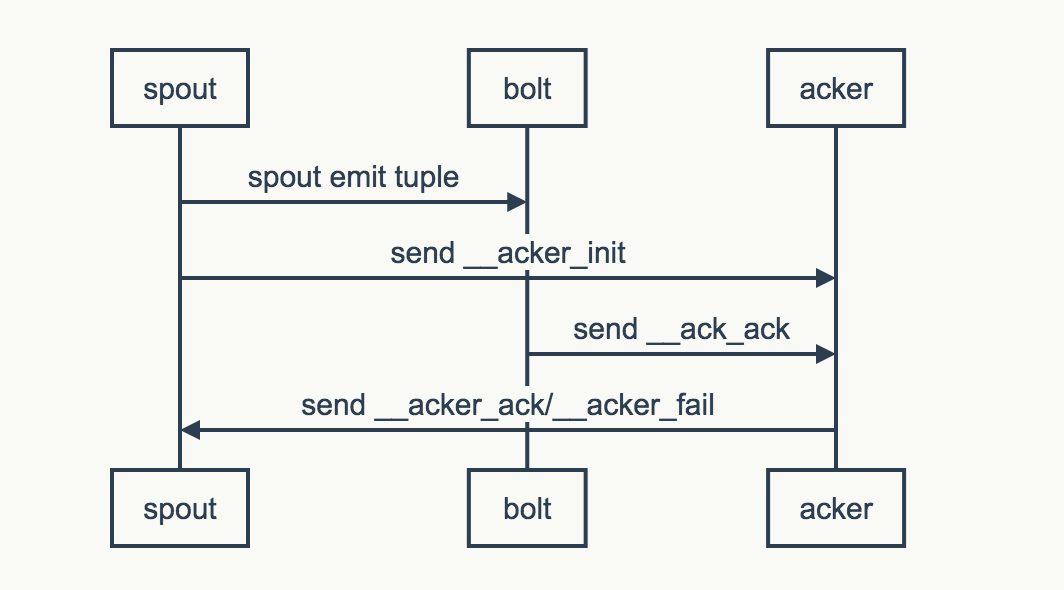 spout bolt acker
spout emit tuple
send __acker_init
send __ack_ack
send __acker_ack/__acker_fail
spout bolt acker